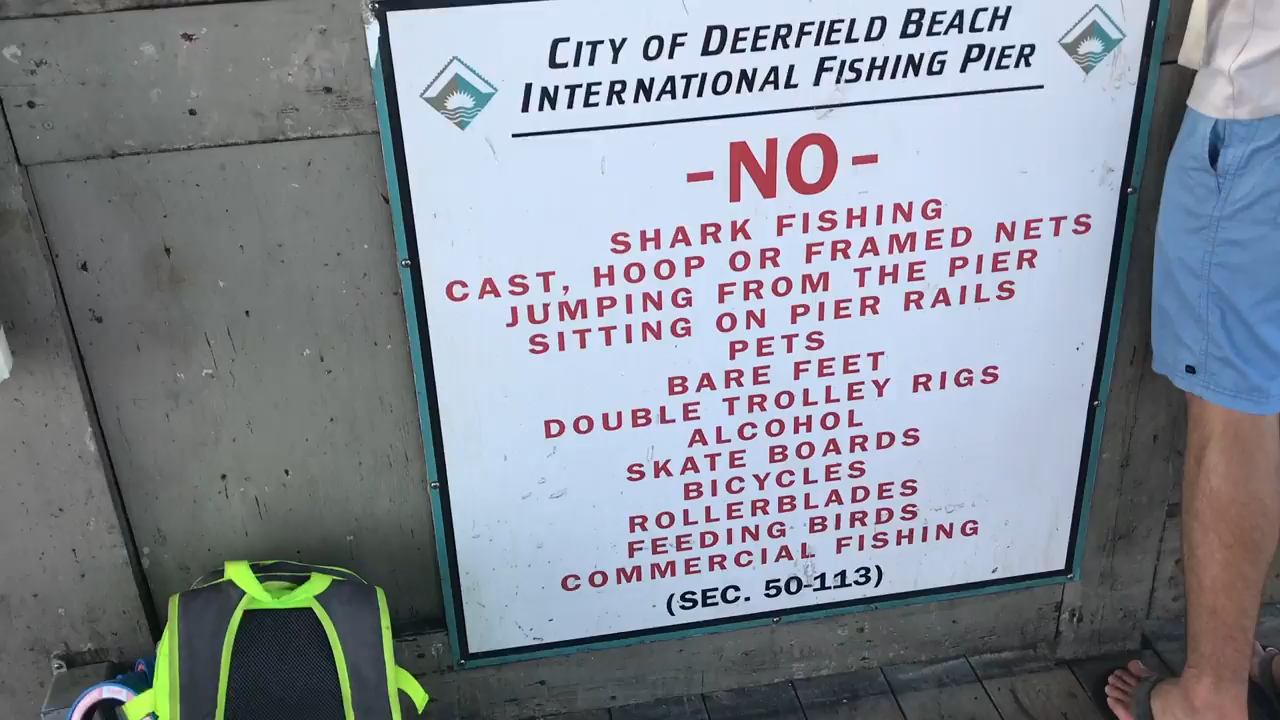 CITY OF DEERFIELD BEACH
INTERNATIONAL FISHING PIER
-NO-
SHARK FISHING
CAST, HOOP OR FRAMED NETS
JUMPING FROM THE PIER
SITTING ON PIER RAILS
PETS
BARE FEET
DOUBLE TROLLEY RIGS
ALCOHOL
SKATE BOARDS
BICYCLES
ROLLERBLADES
FEEDING BIRDS
COMMERCIAL FISHING
(SEC. 50-113)